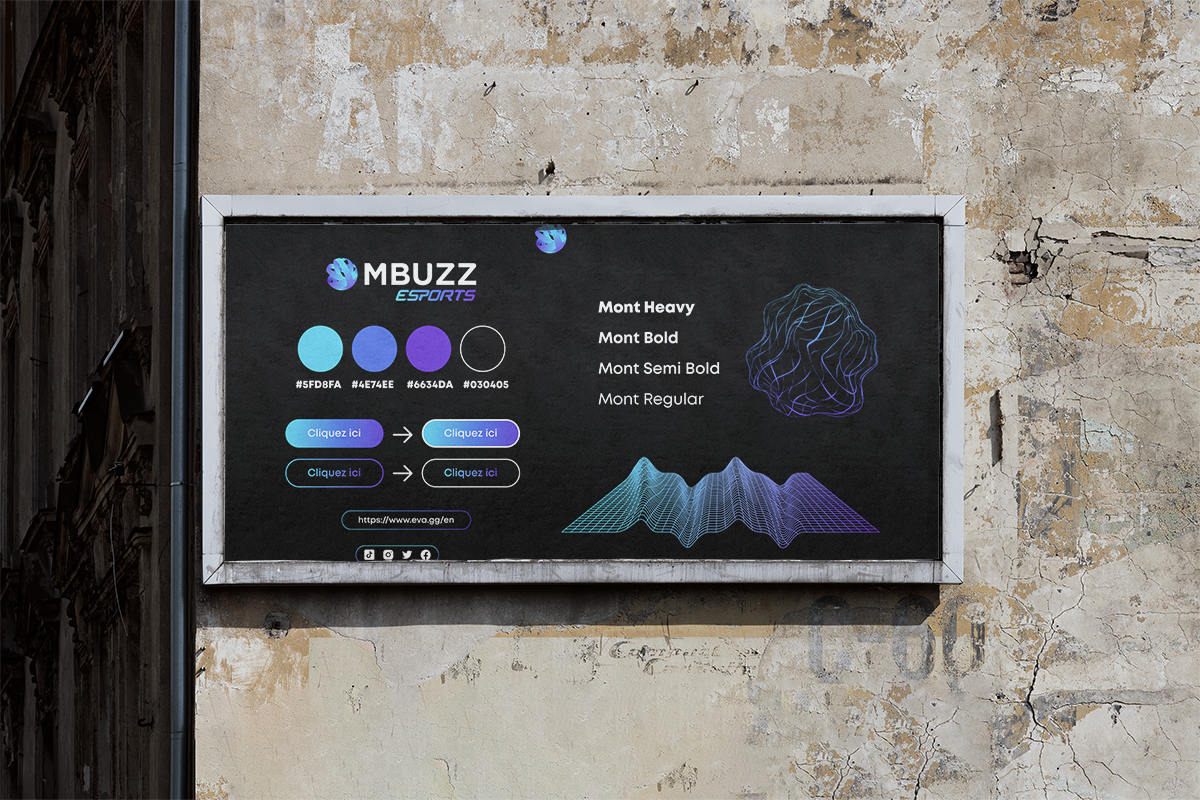 MBUZZ
ESPORTS
#5FD8FA #4E74EE #6634DA #030405
Cliquez ici Cliquez ici
Cliquez ici Cliquez ici
https://www.eva.gg/en
Mont Heavy
Mont Bold
Mont Semi Bold
Mont Regular